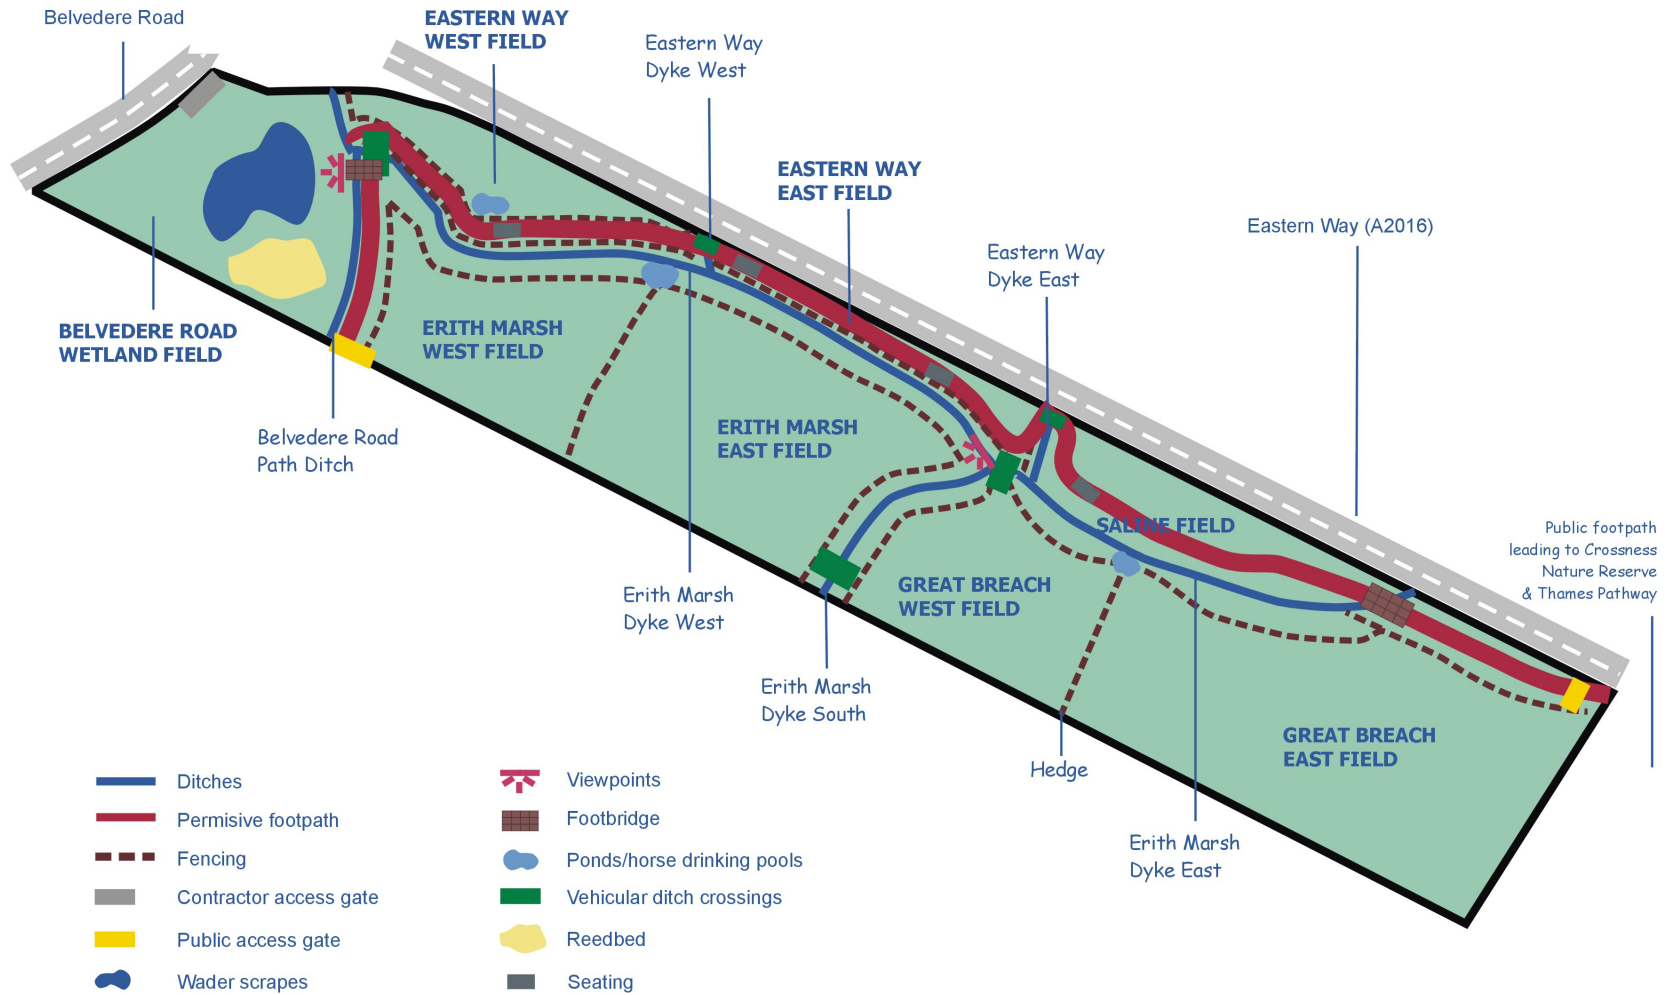 Belvedere Road
EASTERN WAY
WEST FIELD
Eastern Way
Dyke West
EASTERN WAY
EAST FIELD
Eastern Way (A2016)
Eastern Way
Dyke East
BELVEDERE ROAD
WETLAND FIELD
ERITH MARSH
WEST FIELD
Belvedere Road
Path Ditch
ERITH MARSH
EAST FIELD
SALINE FIELD
Public footpath
leading to Crossness
Nature Reserve
& Thames Pathway
GREAT BREACH
WEST FIELD
Erith Marsh
Dyke West
Erith Marsh
Dyke South
Hedge
GREAT BREACH
EAST FIELD
Erith Marsh
Dyke East
Ditches
Permisive footpath
Fencing
Contractor access gate
Public access gate
Wader scrapes
Viewpoints
Footbridge
Ponds/horse drinking pools
Vehicular ditch crossings
Reedbed
Seating